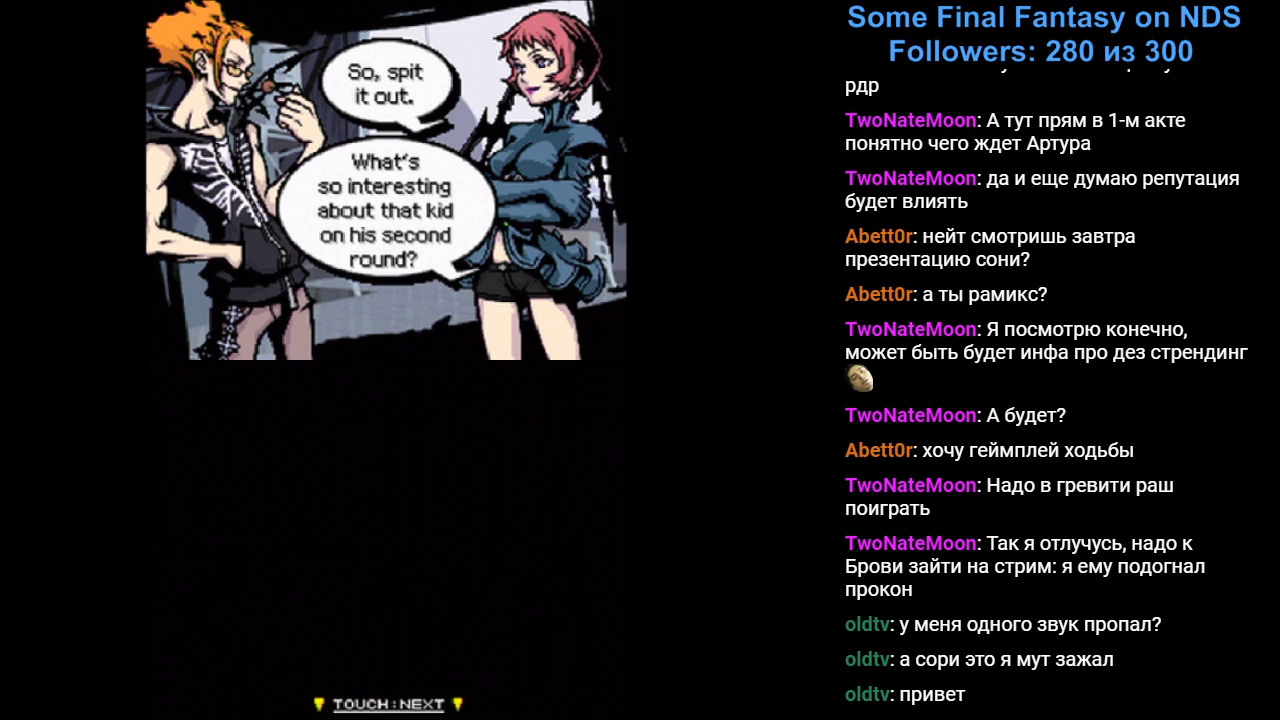 So, spit
it out.
What's
so interesting
about that kid
on his second
round?
TOUCH:NEXT
Some Final Fantasy on NDS
Followers: 280 из 300
рдр
TwoNateMoon: А тут прям в 1-м акте
понятно чего ждет Артура
TwoNateMoon: да и еще думаю репутация
будет влиять
Abett0r: нейт смотришь завтра
презентацию сони?
Abett0r: а ты рамикс?
TwoNateMoon: Я посмотрю конечно,
может быть будет инфа про дез стрендинг
TwoNateMoon: А будет?
Abett0r: хочу геймплей ходьбы
TwoNateMoon: Надо в гревити раш
поиграть
TwoNateMoon: Так я отлучусь, надо к
Брови зайти на стрим: я ему подогнал
прокон
oldtv: у меня одного звук пропал?
oldtv: а сори это я мут зажал
oldtv: привет